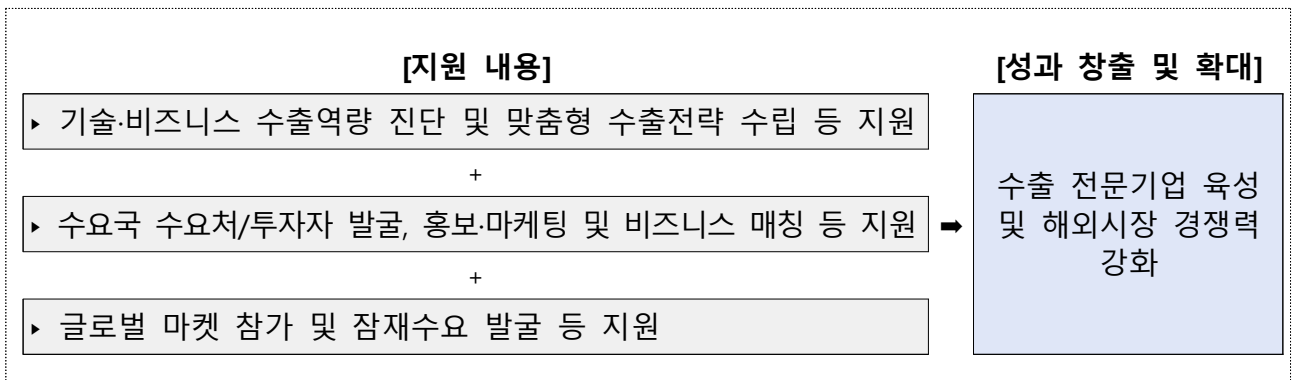 [지원 내용]
▸ 기술·비즈니스 수출역량 진단 및 맞춤형 수출전략 수립 등 지원
+
▸ 수요국 수요처/투자자 발굴, 홍보·마케팅 및 비즈니스 매칭 등 지원
+
▸ 글로벌 마켓 참가 및 잠재수요 발굴 등 지원
➡
[성과 창출 및 확대]
수출 전문기업 육성
및 해외시장 경쟁력
강화